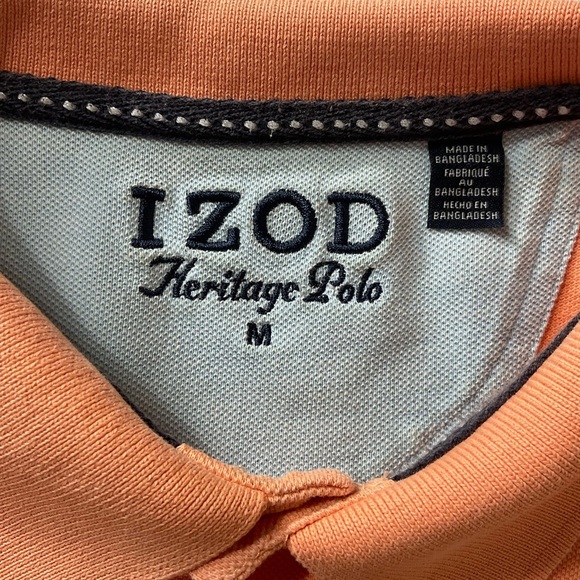 IZOD
Heritage Polo
M
MADE IN
BANGLADESH
FABRIQUÉ
AU
BANGLADESH
HECHO EN
BANGLADESH